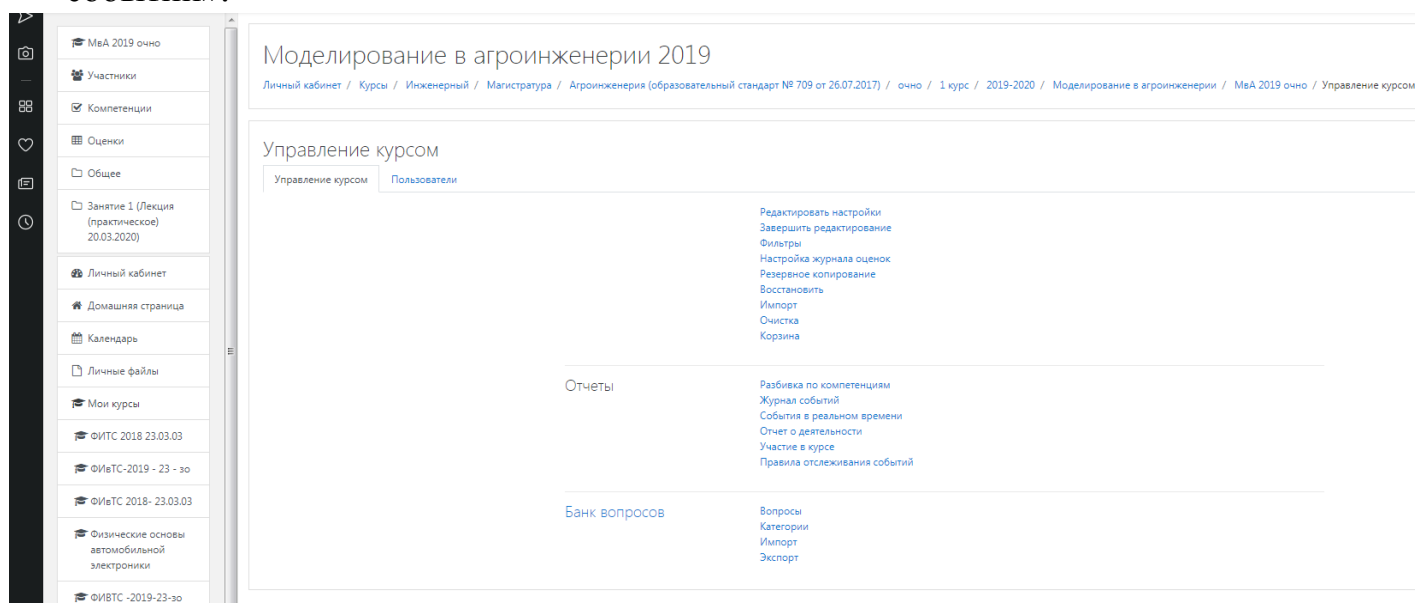 МвА 2019 очно
Участники
Компетенции
Оценки
Общее
Занятие 1 (Лекция
(практическое)
20.03.2020)
Личный кабинет
Домашняя страница
Календарь
Личные файлы
Мои курсы
ФИТС 2018 23.03.03
ФИвТС-2019 - 23 - зо
ФИвТС 2018- 23.03.03
Физические основы
автомобильной
электроники
ФИВТС -2019-23-зо
Моделирование в агроинженерии 2019
Личный кабинет / Курсы / Инженерный / Магистратура / Агроинженерия (образовательный стандарт № 709 от 26.07.2017) / очно / 1 курс / 2019-2020 / Моделирование в агроинженерии / МвА 2019 очно / Управление курсом
Управление курсом
Управление курсом Пользователи
Редактировать настройки
Завершить редактирование
Фильтры
Настройка журнала оценок
Резервное копирование
Восстановить
Импорт
Очистка
Корзина
Отчеты
Разбивка по компетенциям
Журнал событий
События в реальном времени
Отчет о деятельности
Участие в курсе
Правила отслеживания событий
Банк вопросов
Вопросы
Категории
Импорт
Экспорт